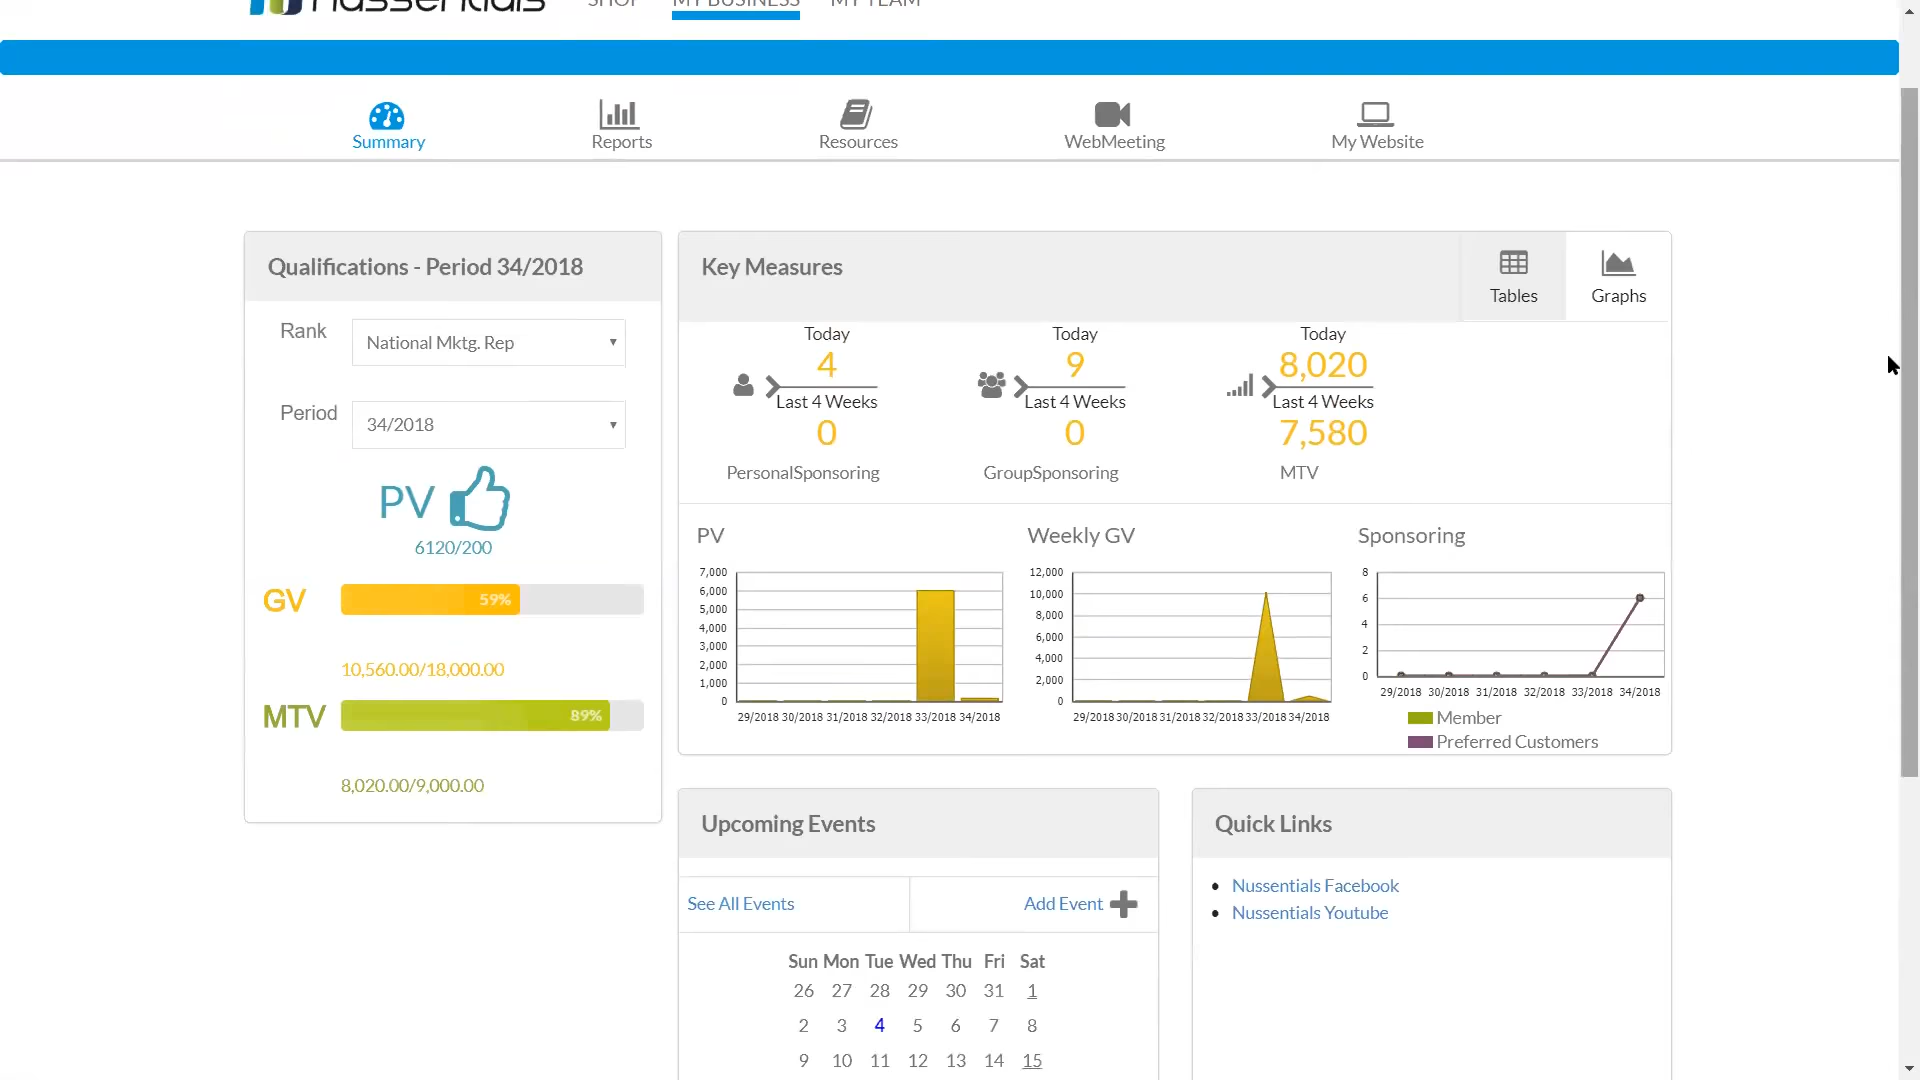 nussentials SHOP MY BUSINESS MY TEAM
Summary Reports Resources WebMeeting My Website
Qualifications - Period 34/2018
Rank National Mktg. Rep
Period 34/2018
PV
6120/200
GV 59%
10,560.00/18,000.00
MTV 89%
8,020.00/9,000.00
Key Measures
Tables
Graphs
Today
4
Last 4 Weeks
0
PersonalSponsoring
Today
9
Last 4 Weeks
0
GroupSponsoring
Today
8,020
Last 4 Weeks
7,580
MTV
PV
7,000
6,000
5,000
4,000
3,000
2,000
1,000
0
29/2018 30/2018 31/2018 32/2018 33/2018 34/2018
Weekly GV
12,000
10,000
8,000
6,000
4,000
2,000
0
29/2018 30/2018 31/2018 32/2018 33/2018 34/2018
Sponsoring
8
6
4
2
0
29/2018 30/2018 31/2018 32/2018 33/2018 34/2018
Member
Preferred Customers
Upcoming Events
See All Events Add Event
Sun Mon Tue Wed Thu Fri Sat
26 27 28 29 30 31 1
2 3 4 5 6 7 8
9 10 11 12 13 14 15
Quick Links
Nussentials Facebook
Nussentials Youtube